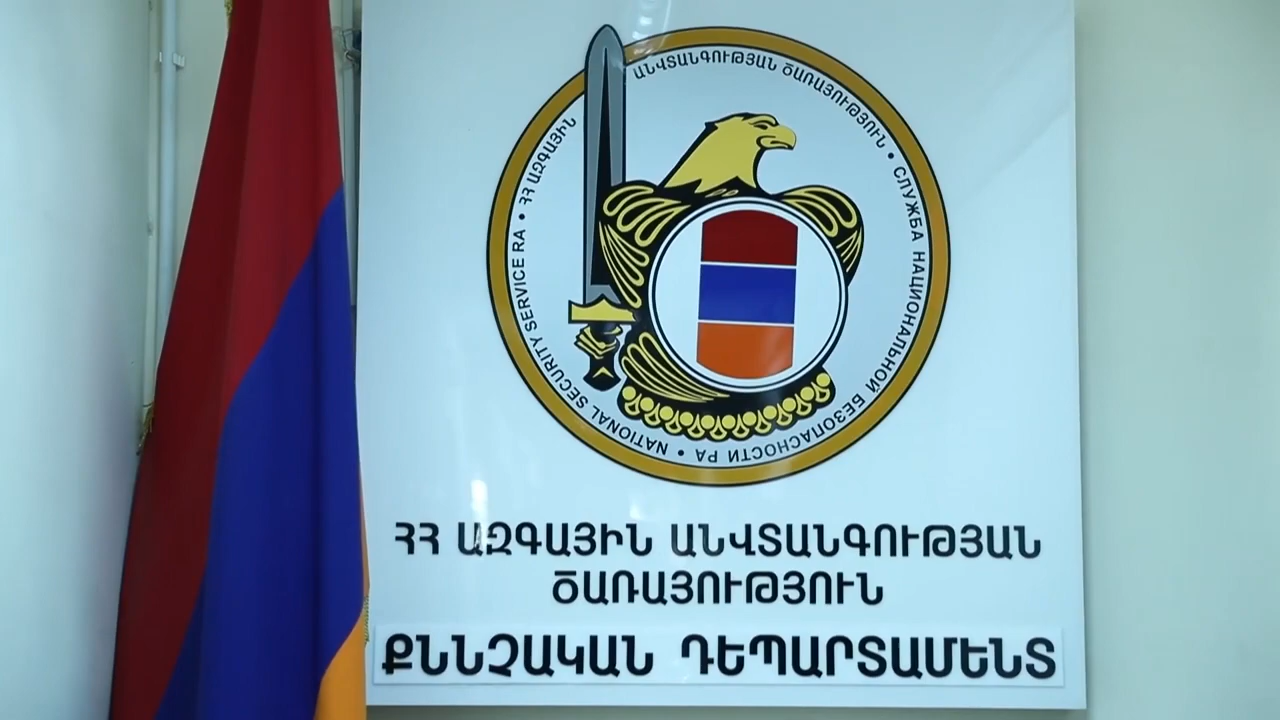 ՀՀ ԱԶԳԱՅԻՆ ԱՆՎՏԱՆԳՈՒԹՅԱՆ ԾԱՌԱՅՈՒԹՅՈՒՆ • СЛУЖБА НАЦИОНАЛЬНОЙ БЕЗОПАСНОСТИ РА • NATIONAL SECURITY SERVICE RA •
ՀՀ ԱԶԳԱՅԻՆ ԱՆՎՏԱՆԳՈՒԹՅԱՆ
ԾԱՌԱՅՈՒԹՅՈՒՆ
ՔՆՆՉԱԿԱՆ ԴԵՊԱՐՏԱՄԵՆՏ